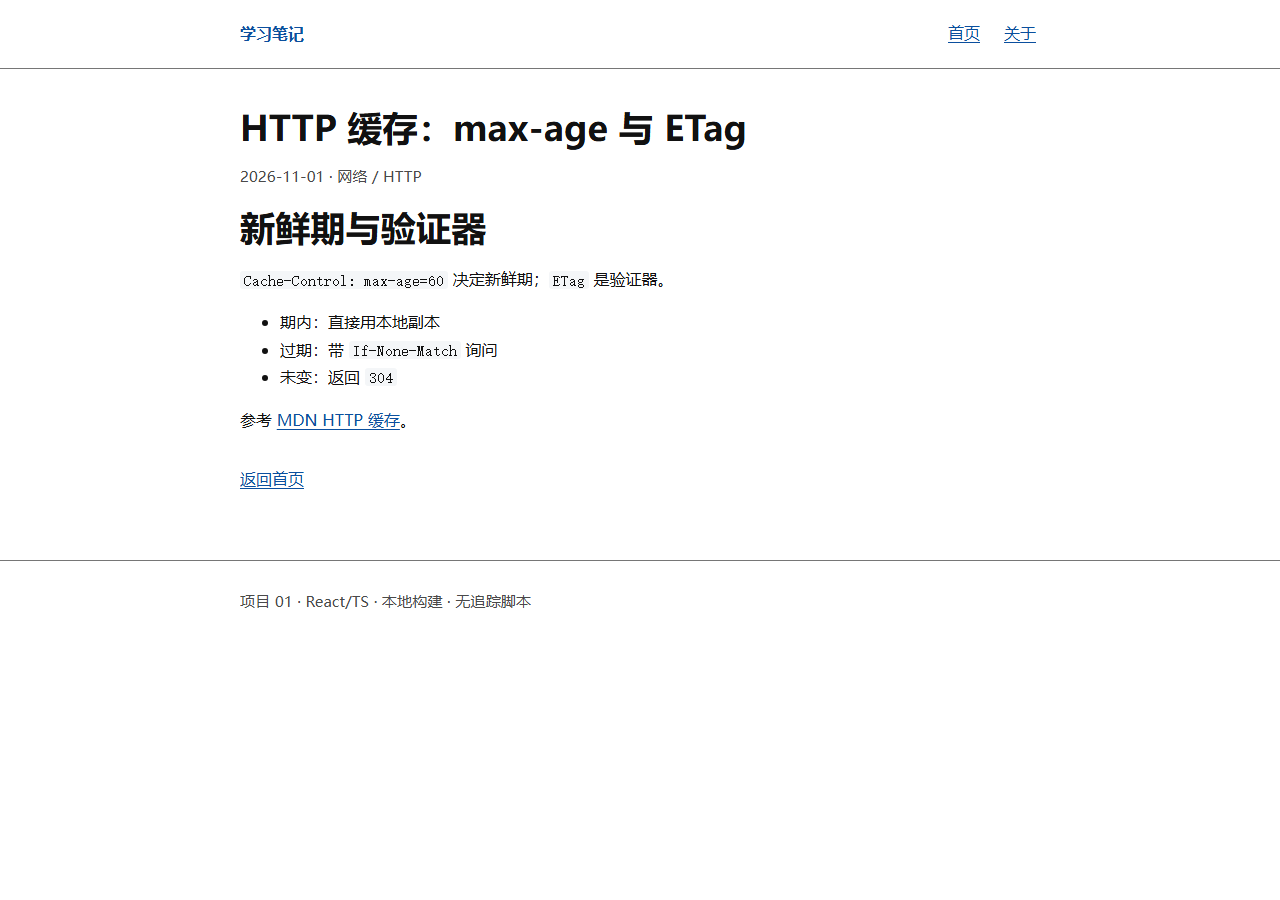 学习笔记
首页 关于
HTTP 缓存：max-age 与 ETag
2026-11-01 · 网络 / HTTP
新鲜期与验证器
Cache-Control: max-age=60 决定新鲜期；ETag 是验证器。
期内：直接用本地副本
过期：带 If-None-Match 询问
未变：返回 304
参考 MDN HTTP 缓存。
返回首页
项目 01 · React/TS · 本地构建 · 无追踪脚本